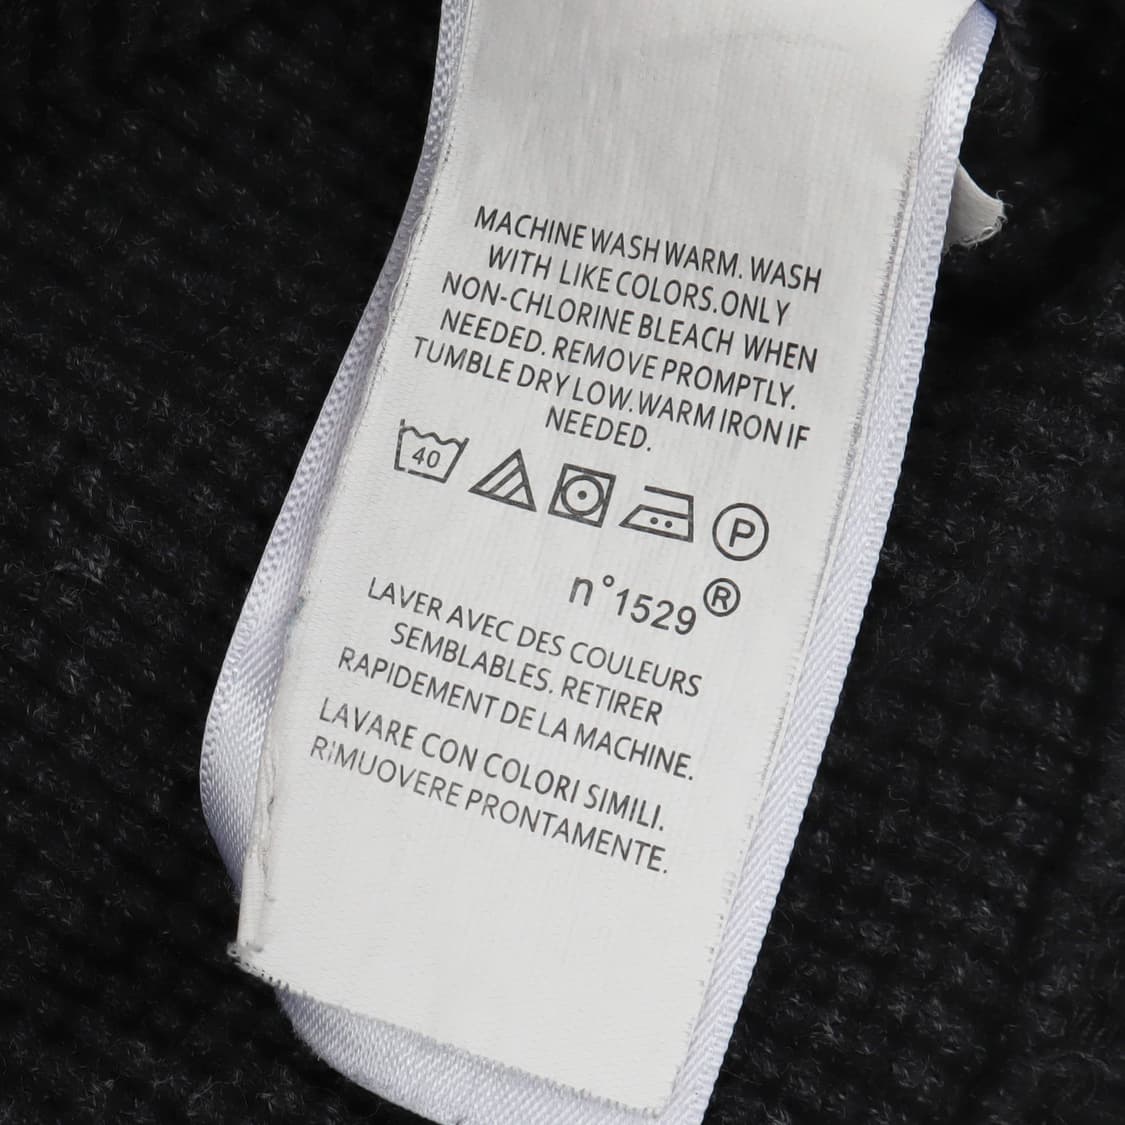 MACHINE WASH WARM. WASH
WITH LIKE COLORS.ONLY
NON-CHLORINE BLEACH WHEN
NEEDED. REMOVE PROMPTLY.
TUMBLE DRY LOW.WARM IRON IF
NEEDED.
40
P
n°1529®
LAVER AVEC DES COULEURS
SEMBLABLES. RETIRER
RAPIDEMENT DE LA MACHINE.
LAVARE CON COLORI SIMILI.
RIMUOVERE PRONTAMENTE.